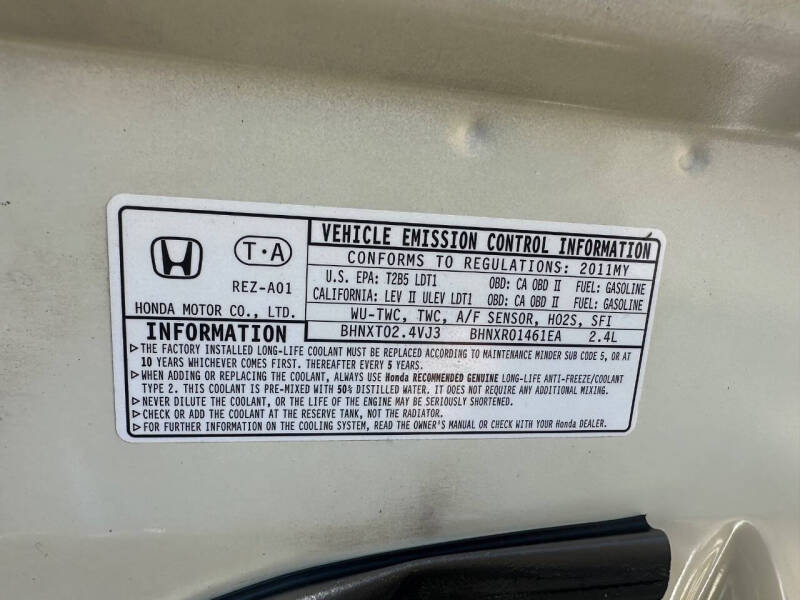 T·A
REZ-A01
HONDA MOTOR CO., LTD.
VEHICLE EMISSION CONTROL INFORMATION
CONFORMS TO REGULATIONS: 2011MY
U.S. EPA: T2B5 LDT1 OBD: CA OBD II FUEL: GASOLINE
CALIFORNIA: LEV II ULEV LDT1 OBD: CA OBD II FUEL: GASOLINE
WU-TWC, TWC, A/F SENSOR, HO2S, SFI
BHNXT02.4VJ3 BHNXR0146IEA 2.4L
INFORMATION
▷THE FACTORY INSTALLED LONG-LIFE COOLANT MUST BE REPLACED ACCORDING TO MAINTENANCE MINDER SUB CODE 5, OR AT
10 YEARS WHICHEVER COMES FIRST. THEREAFTER EVERY 5 YEARS.
▷WHEN ADDING OR REPLACING THE COOLANT, ALWAYS USE Honda RECOMMENDED GENUINE LONG-LIFE ANTI-FREEZE/COOLANT
TYPE 2. THIS COOLANT IS PRE-MIXED WITH 50% DISTILLED WATER. IT DOES NOT REQUIRE ANY ADDITIONAL MIXING.
▷NEVER DILUTE THE COOLANT, OR THE LIFE OF THE ENGINE MAY BE SERIOUSLY SHORTENED.
▷CHECK OR ADD THE COOLANT AT THE RESERVE TANK, NOT THE RADIATOR.
▷FOR FURTHER INFORMATION ON THE COOLING SYSTEM, READ THE OWNER'S MANUAL OR CHECK WITH YOUR Honda DEALER.